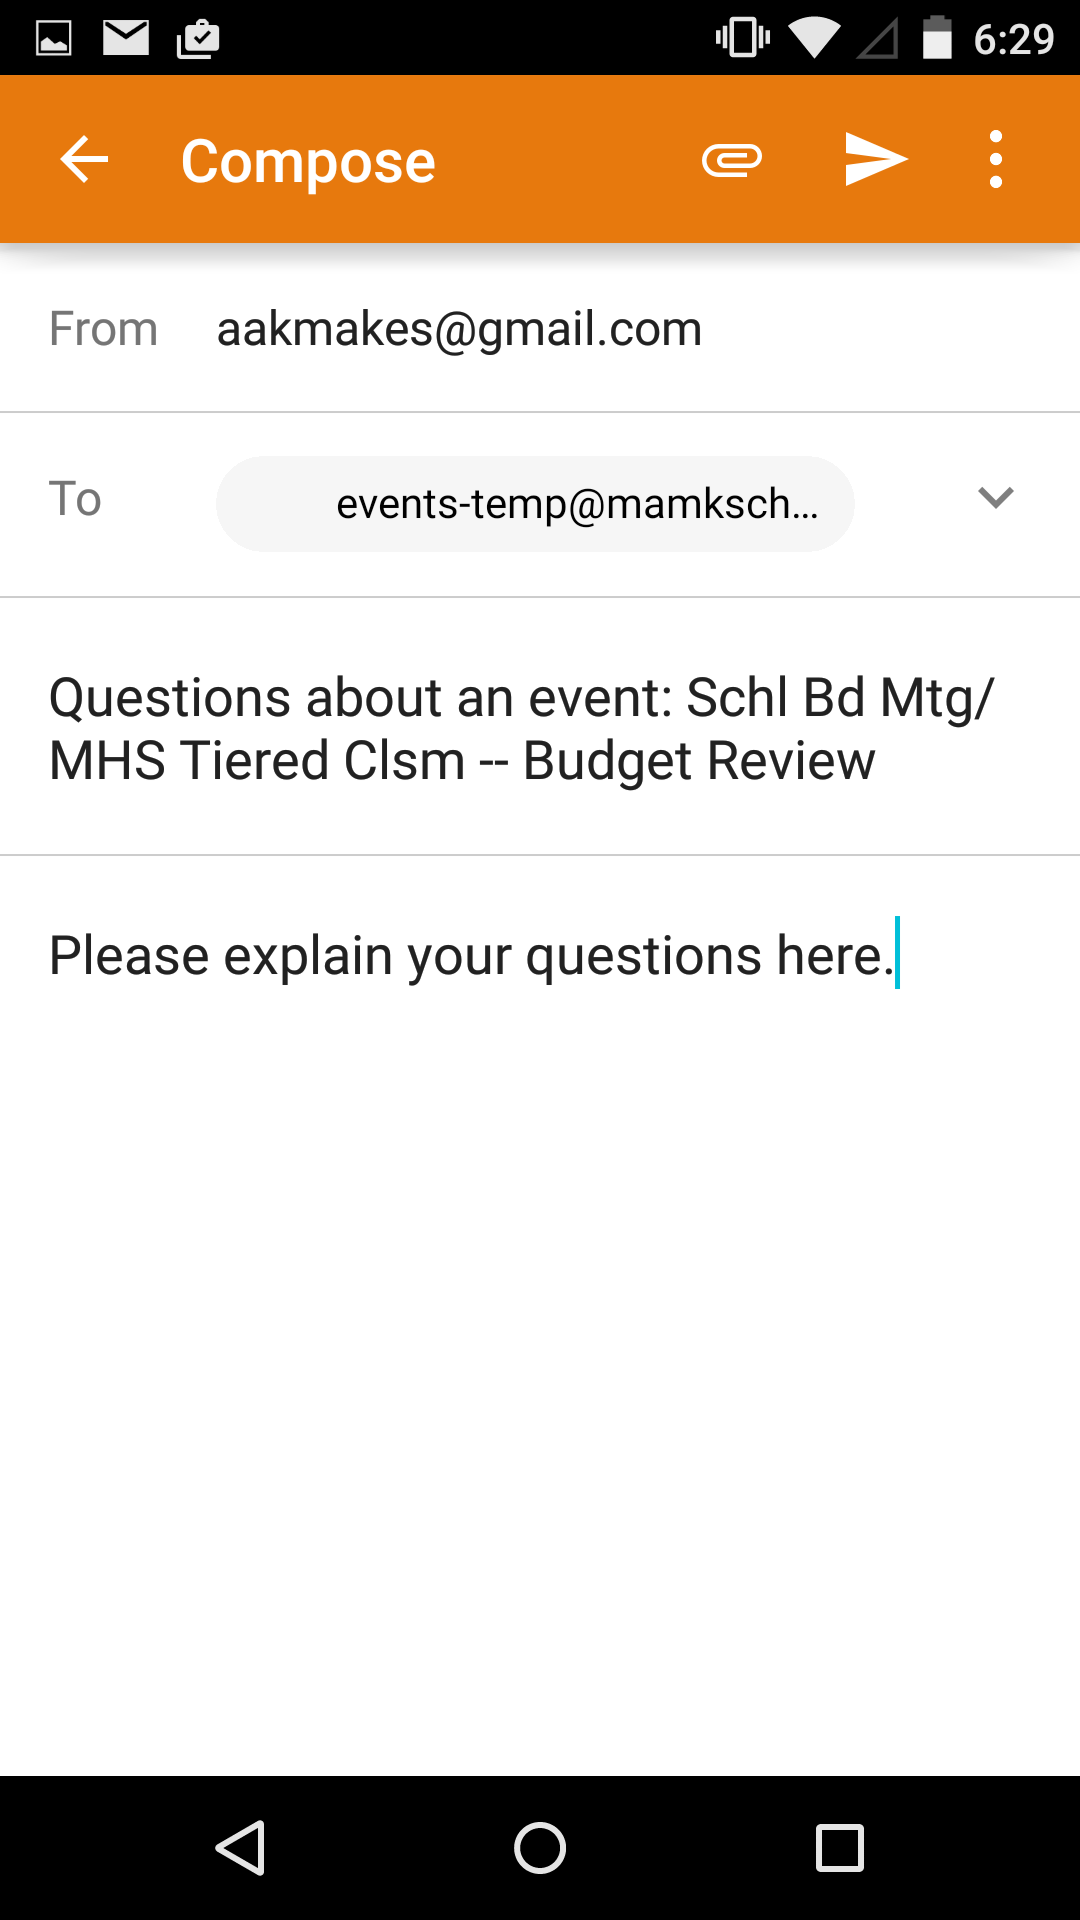 6:29
Compose
From aakmakes@gmail.com
To events-temp@mamksch...
Questions about an event: Schl Bd Mtg/
MHS Tiered Clsm -- Budget Review
Please explain your questions here.